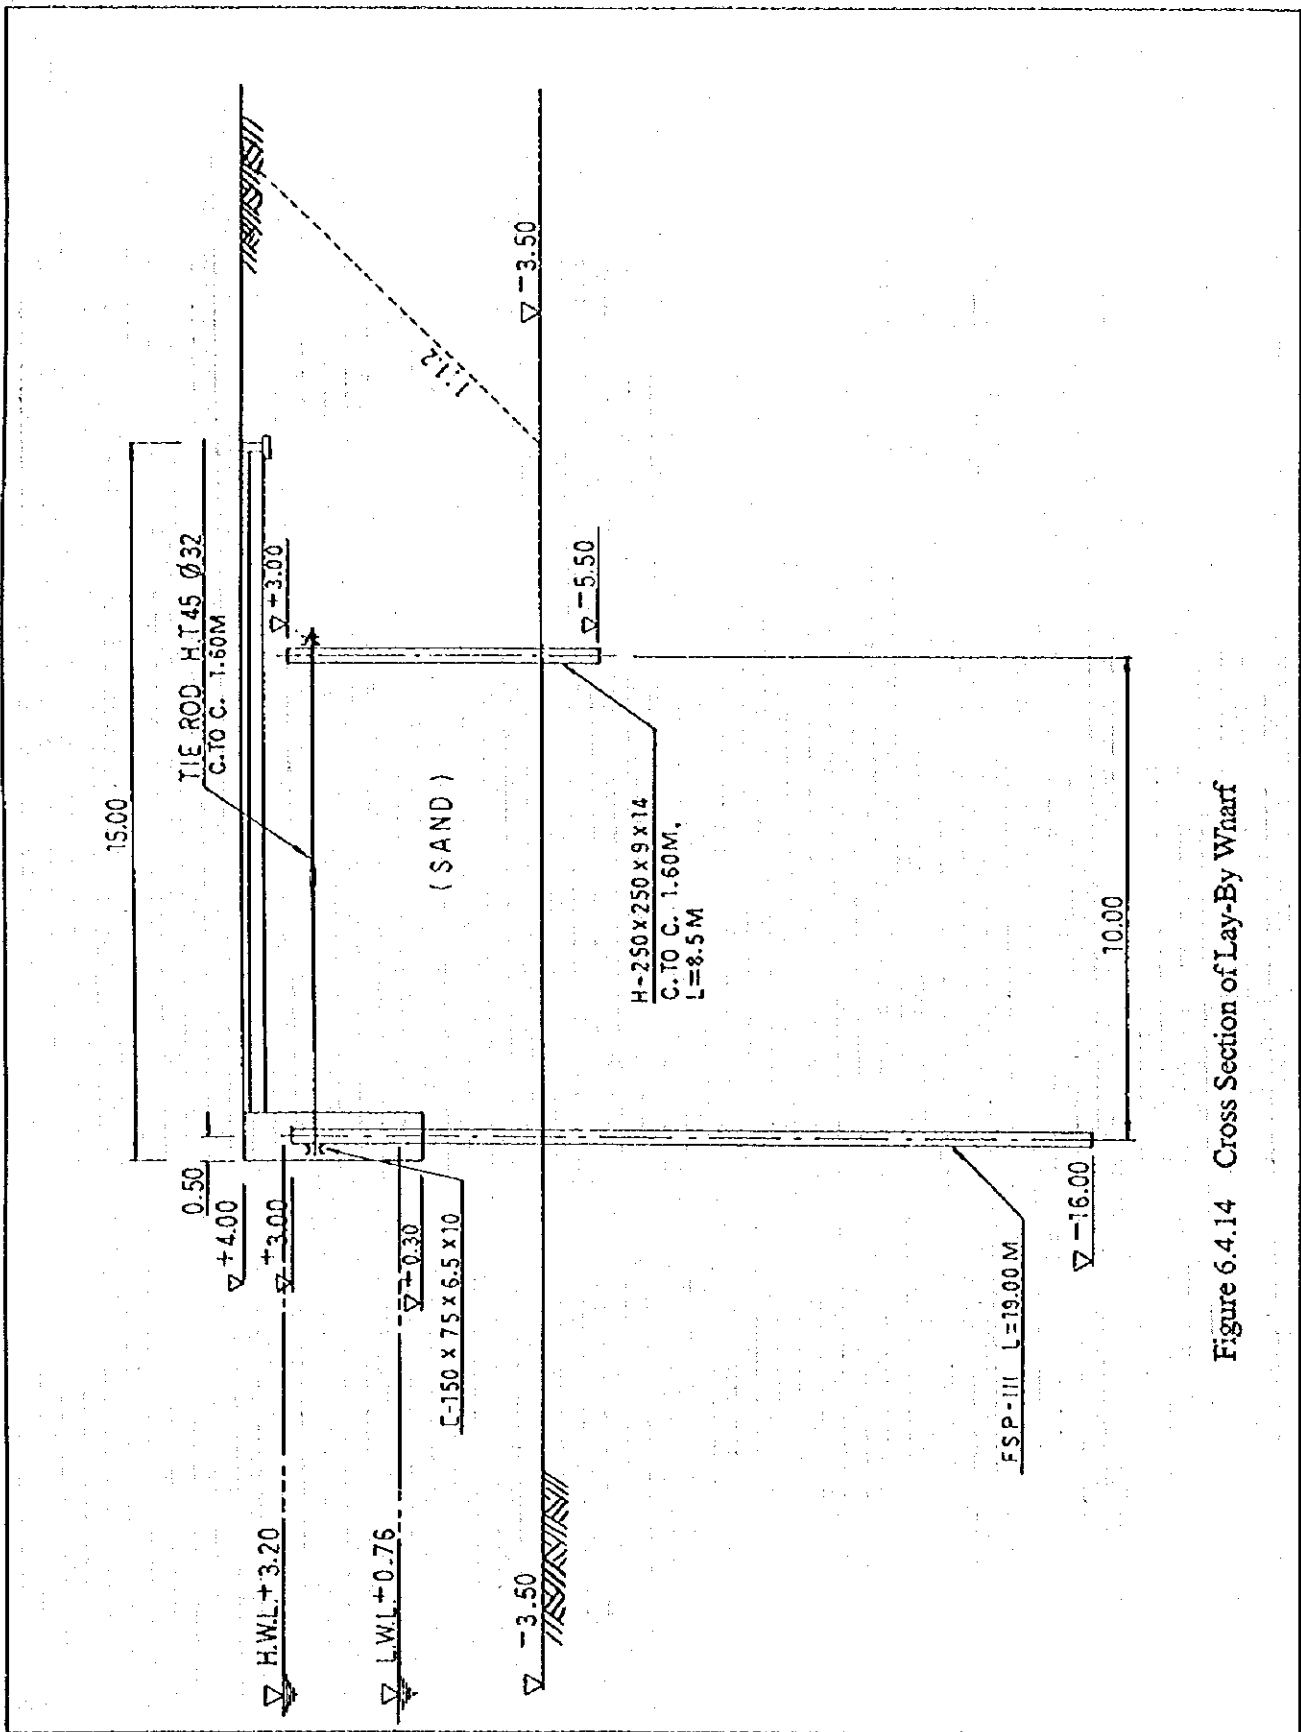 15.00
TIE ROD H.T 45 Ø32
C.TO C. 1.60M
0.50
+4.00
+3.00
+3.00
H.W.L.+3.20
L.W.L.+0.76
+0.30
[-150 x 75 x 6.5 x 10
(SAND)
1:1.2
-3.50
-3.50
-5.50
H-250 x 250 x 9 x 14
C.TO C. 1.60M,
L=8.5 M
FSP-III L=19.00M
-16.00
10.00
Figure 6.4.14 Cross Section of Lay-By Wharf